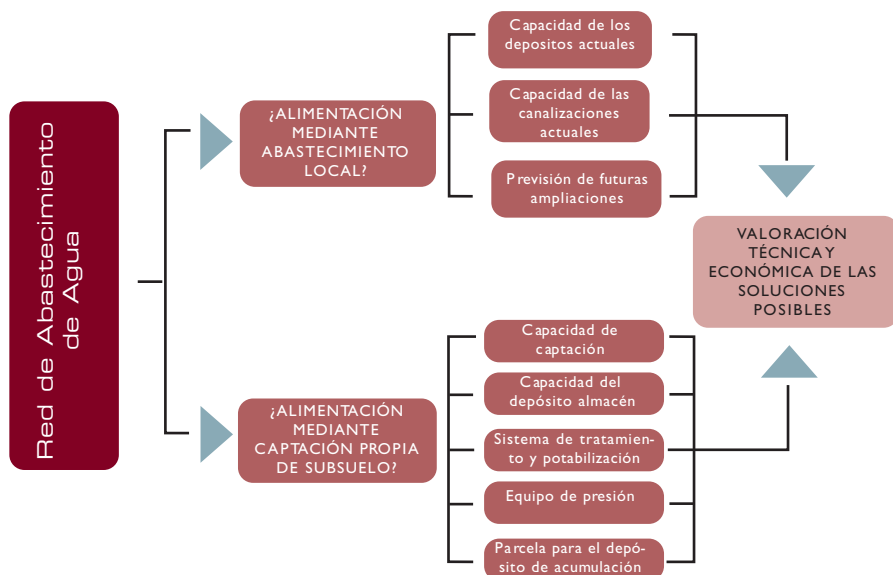 Red de Abastecimiento
de Agua
¿ALIMENTACIÓN
MEDIANTE
ABASTECIMIENTO
LOCAL?
Capacidad de los
depositos actuales
Capacidad de las
canalizaciones
actuales
Previsión de futuras
ampliaciones
¿ALIMENTACIÓN
MEDIANTE
CAPTACIÓN PROPIA
DE SUBSUELO?
Capacidad de
captación
Capacidad del
depósito almacén
Sistema de tratamien-
to y potabilización
Equipo de presión
Parcela para el depó-
sito de acumulación
VALORACIÓN
TÉCNICA Y
ECONÓMICA DE LAS
SOLUCIONES
POSIBLES